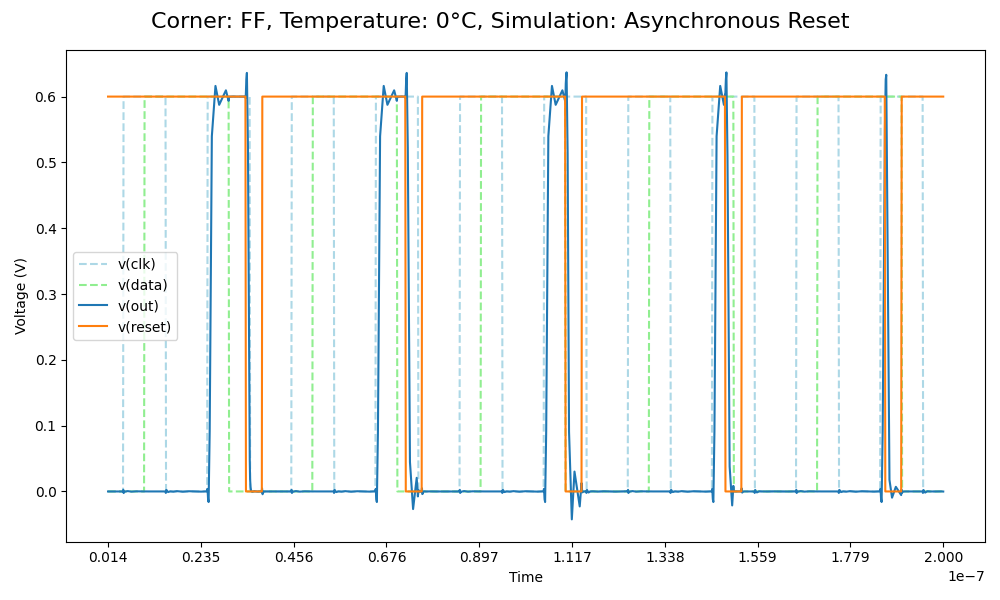 Corner: FF, Temperature: 0°C, Simulation: Asynchronous Reset
Voltage (V)
0.6
0.5
0.4
0.3
0.2
0.1
0.0
v(clk)
v(data)
v(out)
v(reset)
0.014 0.235 0.456 0.676 0.897 1.117 1.338 1.559 1.779 2.000
1e−7
Time